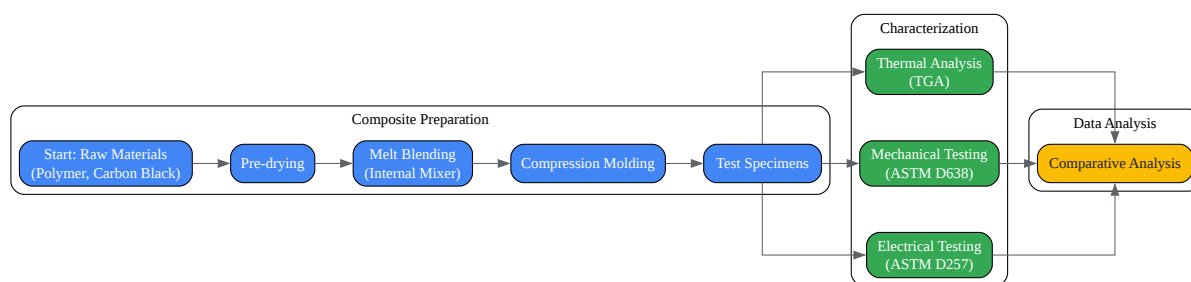 Composite Preparation
Start: Raw Materials
(Polymer, Carbon Black)
Pre-drying
Melt Blending
(Internal Mixer)
Compression Molding
Test Specimens
Characterization
Thermal Analysis
(TGA)
Mechanical Testing
(ASTM D638)
Electrical Testing
(ASTM D257)
Data Analysis
Comparative Analysis